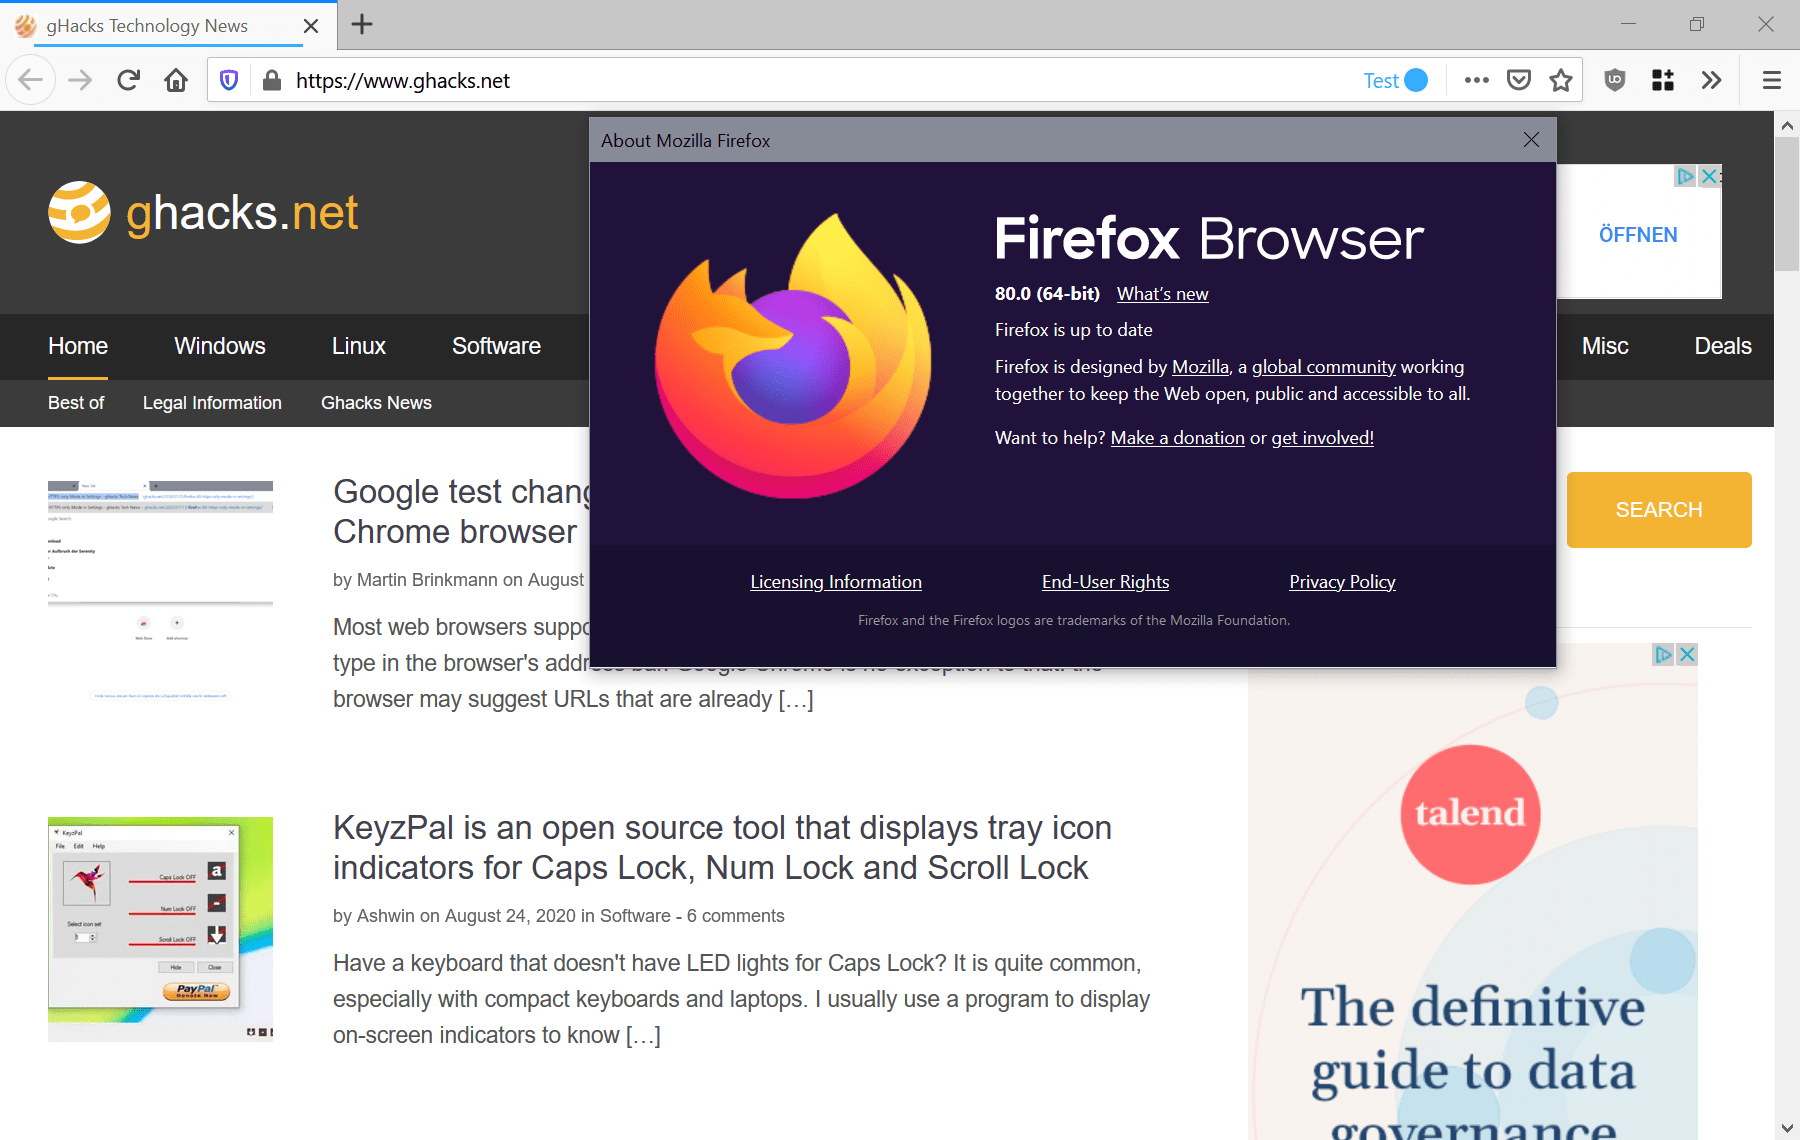 gHacks Technology News
https://www.ghacks.net
Test
ghacks.net
About Mozilla Firefox
Firefox Browser
80.0 (64-bit) What's new
Firefox is up to date
Firefox is designed by Mozilla, a global community working
together to keep the Web open, public and accessible to all.
Want to help? Make a donation or get involved!
Licensing Information End-User Rights Privacy Policy
Firefox and the Firefox logos are trademarks of the Mozilla Foundation.
ÖFFNEN
Home Windows Linux Software Misc Deals
Best of Legal Information Ghacks News
SEARCH
Google test
Chrome browser
by Martin Brinkmann on August
Most web browsers
type in the browser's
browser may suggest URLs that are already […]
KeyzPal
File Edit Help
Caps Lock OFF
a
Num Lock OFF
Select icon set
Scroll Lock OFF
Hide Close
PayPal
Donate Now
KeyzPal is an open source tool that displays tray icon
indicators for Caps Lock, Num Lock and Scroll Lock
by Ashwin on August 24, 2020 in Software - 6 comments
Have a keyboard that doesn't have LED lights for Caps Lock? It is quite common,
especially with compact keyboards and laptops. I usually use a program to display
on-screen indicators to know […]
talend
The definitive
guide to data
governance